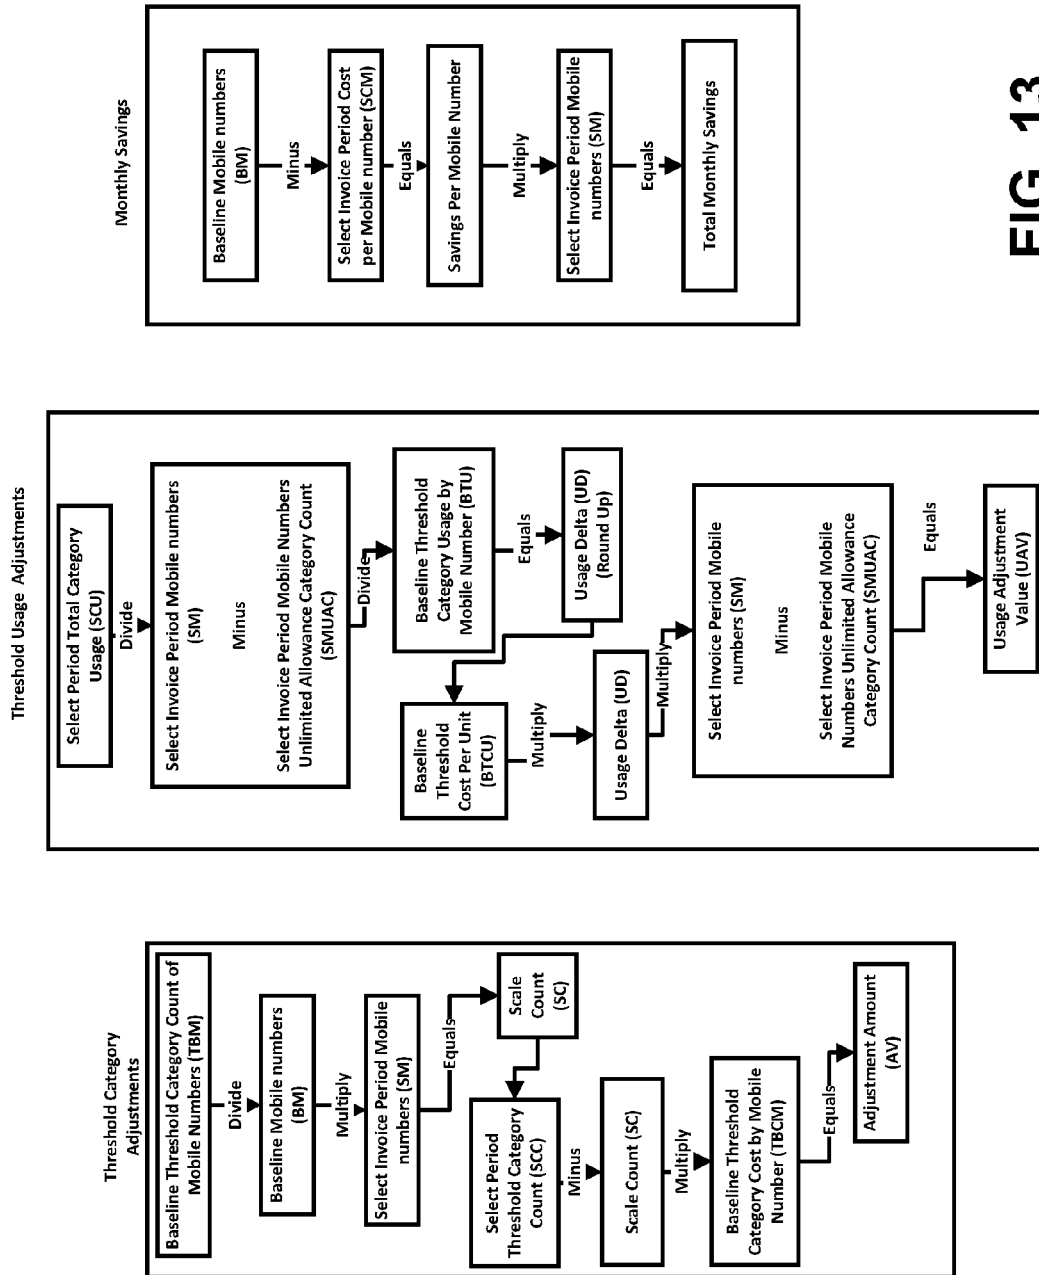 Threshold Category
Adjustments
Baseline Threshold Category Count of
Mobile Numbers (TBM)
Divide
Baseline Mobile numbers
(BM)
Multiply
Select Invoice Period Mobile
numbers (SM)
Equals
Scale
Count
(SC)
Select Period
Threshold Category
Count (SCC)
Minus
Scale Count (SC)
Multiply
Baseline Threshold
Category Cost by Mobile
Number (TBCM)
Equals
Adjustment Amount
(AV)
Threshold Usage Adjustments
Select Period Total Category
Usage (SCU)
Divide
Select Invoice Period Mobile numbers
(SM)
Minus
Select Invoice Period Mobile Numbers
Unlimited Allowance Category Count
(SMUAC)
Divide
Baseline Threshold
Category Usage by
Mobile Number (BTU)
Equals
Usage Delta (UD)
(Round Up)
Baseline
Threshold
Cost Per Unit
(BTCU)
Multiply
Usage Delta (UD)
Multiply
Select Invoice Period Mobile
numbers (SM)
Minus
Select Invoice Period Mobile
Numbers Unlimited Allowance
Category Count (SMUAC)
Equals
Usage Adjustment
Value (UAV)
Monthly Savings
Baseline Mobile numbers
(BM)
Minus
Select Invoice Period Cost
per Mobile number (SCM)
Equals
Savings Per Mobile Number
Multiply
Select Invoice Period Mobile
numbers (SM)
Equals
Total Monthly Savings
FIG 13